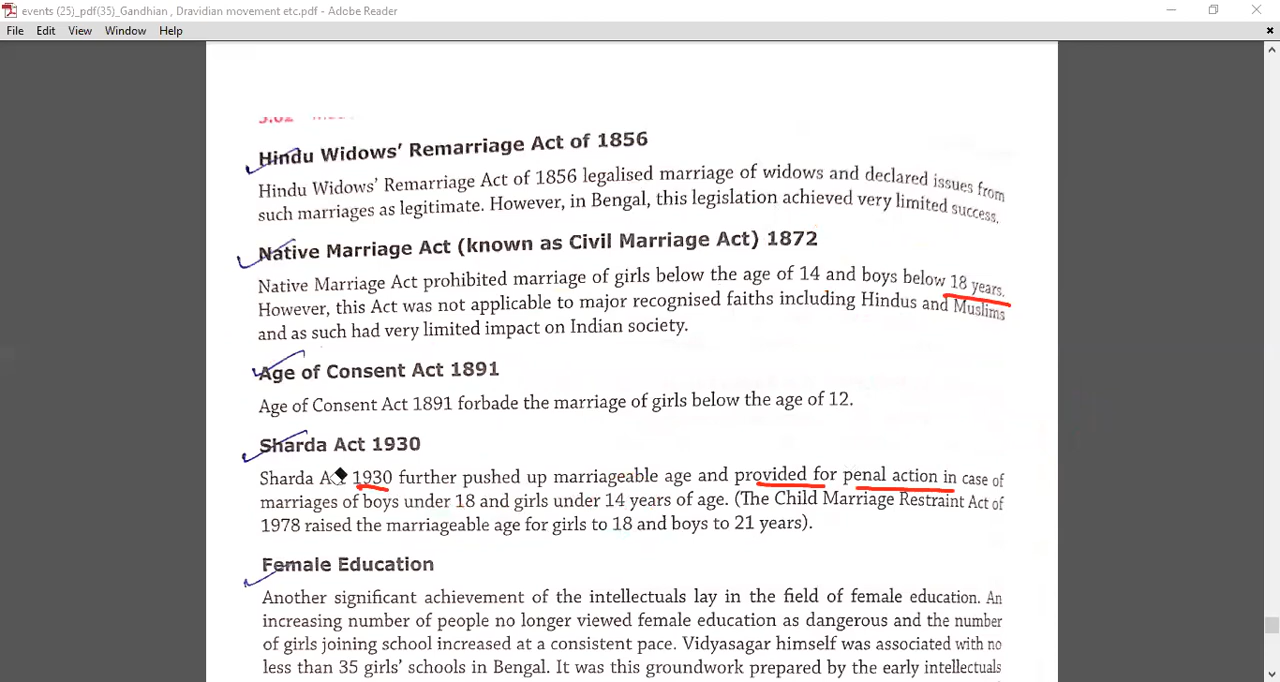 events (25)_pdf(35)_Gandhian , Dravidian movement etc.pdf - Adobe Reader
File Edit View Window Help
Hindu Widows' Remarriage Act of 1856
Hindu Widows' Remarriage Act of 1856 legalised marriage of widows and declared issues from
such marriages as legitimate. However, in Bengal, this legislation achieved very limited success.
Native Marriage Act (known as Civil Marriage Act) 1872
Native Marriage Act prohibited marriage of girls below the age of 14 and boys below 18 years.
However, this Act was not applicable to major recognised faiths including Hindus and Muslims
and as such had very limited impact on Indian society.
Age of Consent Act 1891
Age of Consent Act 1891 forbade the marriage of girls below the age of 12.
Sharda Act 1930
Sharda 1930 further pushed up marriageable age and provided for penal action in case of
marriages of boys under 18 and girls under 14 years of age. (The Child Marriage Restraint Act of
1978 raised the marriageable age for girls to 18 and boys to 21 years).
Female Education
Another significant achievement of the intellectuals lay in the field of female education. An
increasing number of people no longer viewed female education as dangerous and the number
of girls joining school increased at a consistent pace. Vidyasagar himself was associated with no
less than 35 girls' schools in Bengal. It was this groundwork prepared by the early intellectuals